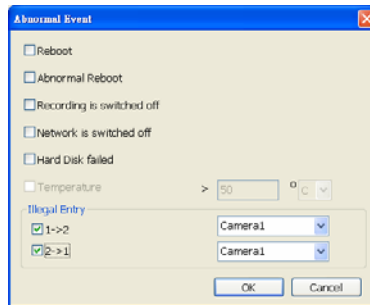 Abnormal Event
Reboot
Abnormal Reboot
Recording is switched off
Network is switched off
Hard Disk failed
Temperature > 50 o C
Illegal Entry
1->2 Camera1
2->1 Camera1
OK Cancel